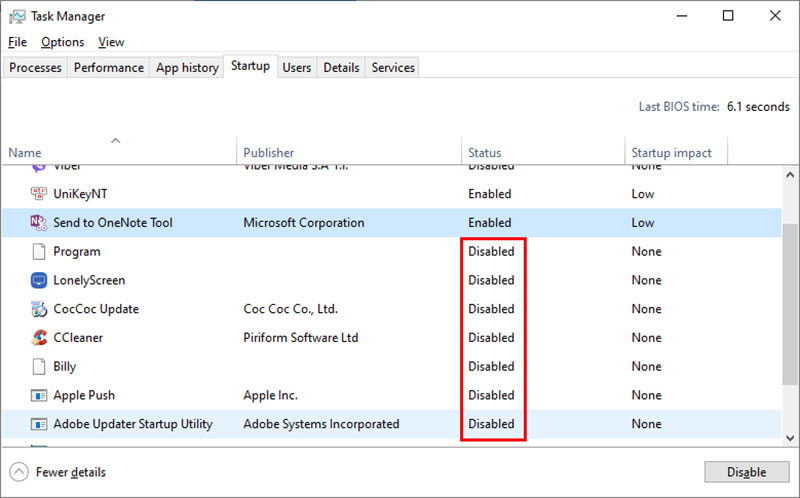 Task Manager
File Options View
Processes Performance App history Startup Users Details Services
Last BIOS time: 6.1 seconds
Name Publisher Status Startup impact
Viber Viber Media S.à r.l. Disabled None
UniKeyNT Enabled Low
Send to OneNote Tool Microsoft Corporation Enabled Low
Program Disabled None
LonelyScreen Disabled None
CocCoc Update Coc Coc Co., Ltd. Disabled None
CCleaner Piriform Software Ltd Disabled None
Billy Disabled None
Apple Push Apple Inc. Disabled None
Adobe Updater Startup Utility Adobe Systems Incorporated Disabled None
Fewer details Disable